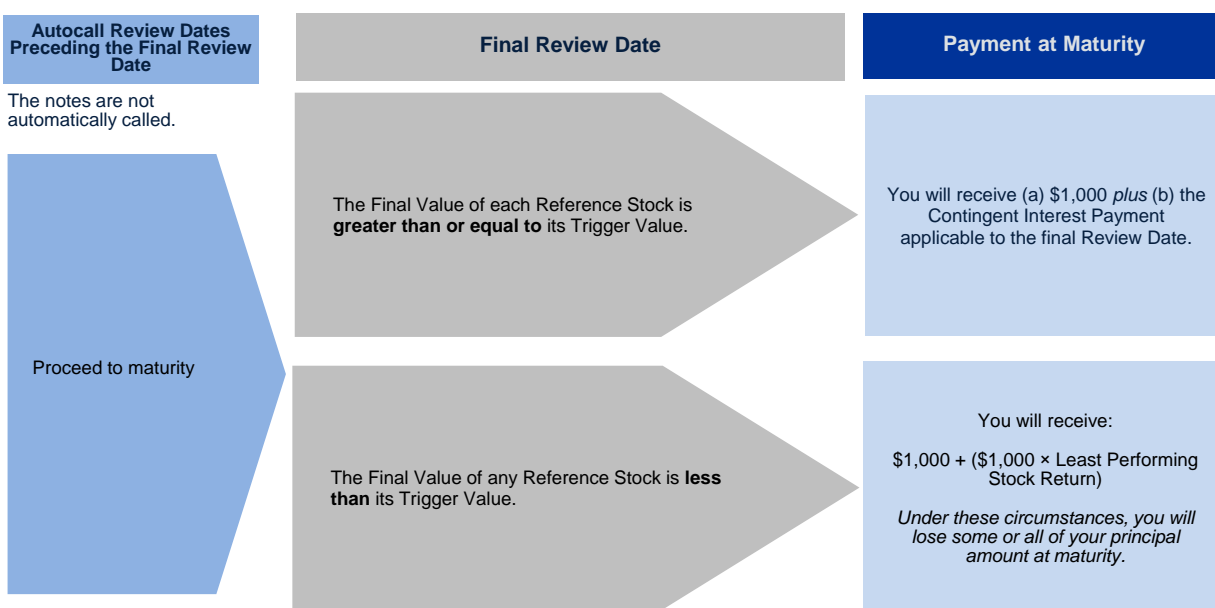 Autocall Review Dates
Preceding the Final Review
Date
Final Review Date
Payment at Maturity
The notes are not
automatically called.
Proceed to maturity
The Final Value of each Reference Stock is
greater than or equal to its Trigger Value.
You will receive (a) $1,000 plus (b) the
Contingent Interest Payment
applicable to the final Review Date.
The Final Value of any Reference Stock is less
than its Trigger Value.
You will receive:
$1,000 + ($1,000 × Least Performing
Stock Return)
Under these circumstances, you will
lose some or all of your principal
amount at maturity.